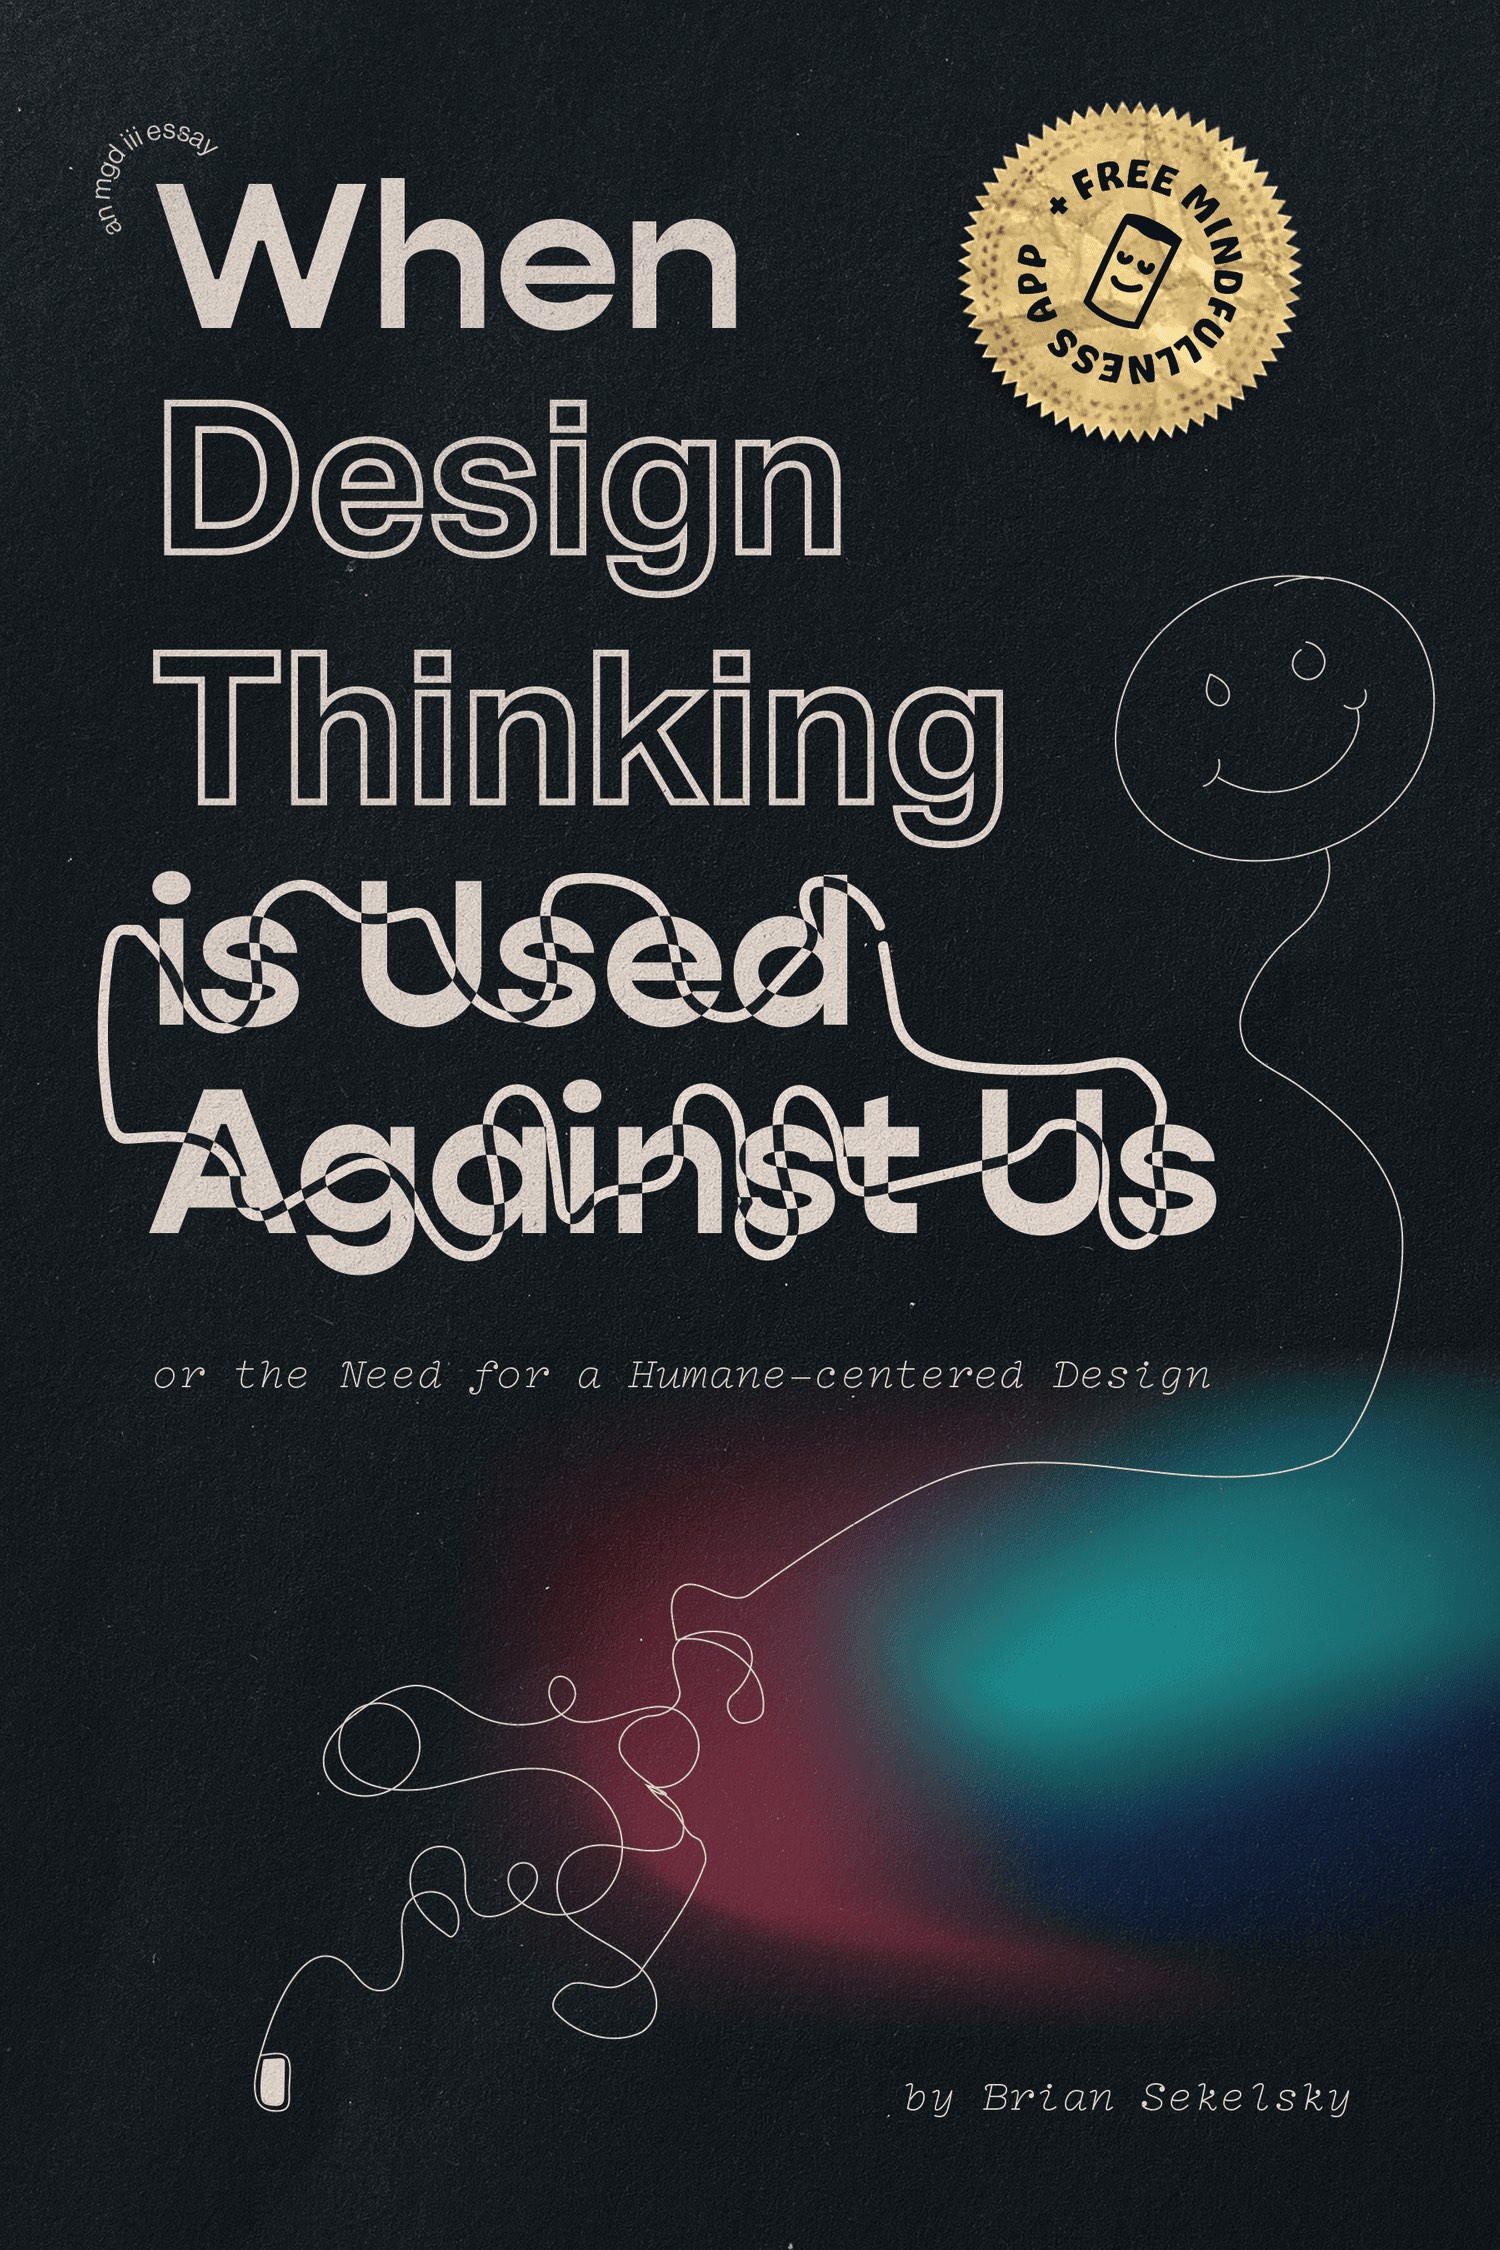 an mgd iii essay
When
Design
Thinking
is Used
Against Us
+ FREE MINDFULLNESS APP
or the Need for a Humane-centered Design
by Brian Sekelsky